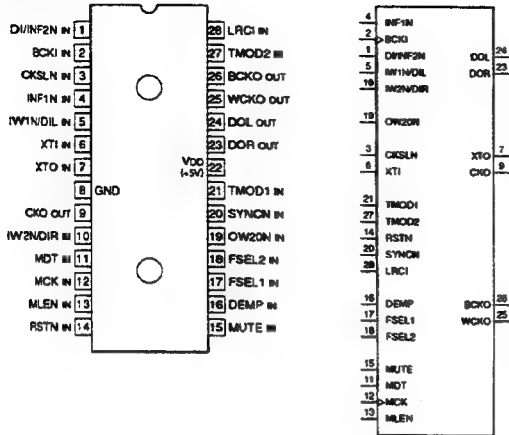 DI/INF2N IN 1 28 LRCI IN
BCKI IN 2 27 TMOD2 IN
CKSLN IN 3 26 BCKO OUT
INF1N IN 4 25 WCKO OUT
IW1N/DIL IN 5 24 DOL OUT
XTI IN 6 23 DOR OUT
XTO IN 7 VDD (+5V) 22
8 GND 21 TMOD1 IN
CKO OUT 9 20 SYNCN IN
IW2N/DIR IN 10 19 OW20N IN
MDT IN 11 18 FSEL2 IN
MCK IN 12 17 FSEL1 IN
MLEN IN 13 16 DEMP IN
RSTN IN 14 15 MUTE IN
4 INF1N
2 BCKI
1 DI/INF2N DOL 24
5 IW1N/DIL DOR 23
10 IW2N/DIR
19 OW20N
3 CKSLN XTO 7
6 XTI CKO 9
21 TMOD1
27 TMOD2
14 RSTN
20 SYNCN
28 LRCI
16 DEMP BCKO 26
17 FSEL1 WCKO 25
18 FSEL2
15 MUTE
11 MDT
12 MCK
13 MLEN